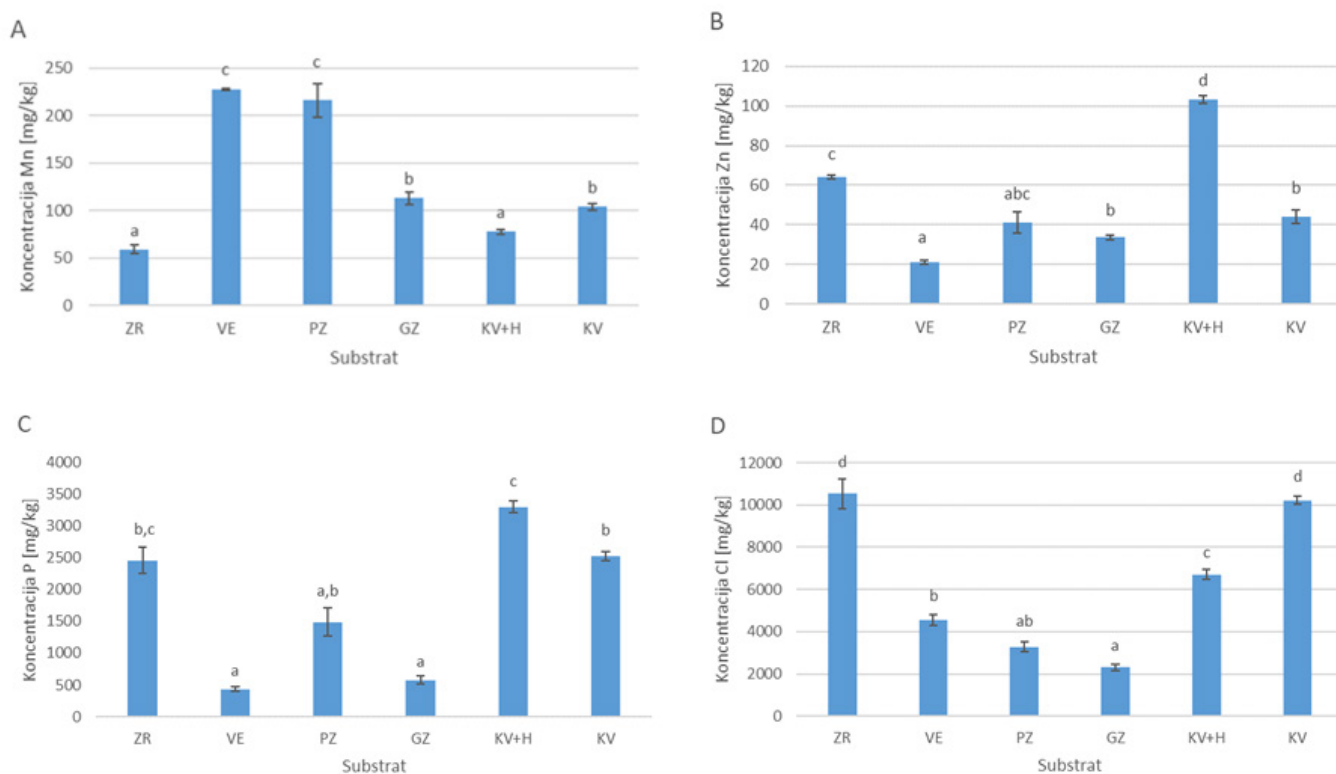 A
Koncentracija Mn [mg/kg]
250
200
150
100
50
0
a
c
c
b
a
b
ZR VE PZ GZ KV+H KV
Substrat
B
Koncentracija Zn [mg/kg]
120
100
80
60
40
20
0
c
a
abc
b
d
b
ZR VE PZ GZ KV+H KV
Substrat
C
Koncentracija P [mg/kg]
4000
3500
3000
2500
2000
1500
1000
500
0
b,c
a
a,b
a
c
b
ZR VE PZ GZ KV+H KV
Substrat
D
Koncentracija Cl [mg/kg]
12000
10000
8000
6000
4000
2000
0
d
b
ab
a
c
d
ZR VE PZ GZ KV+H KV
Substrat